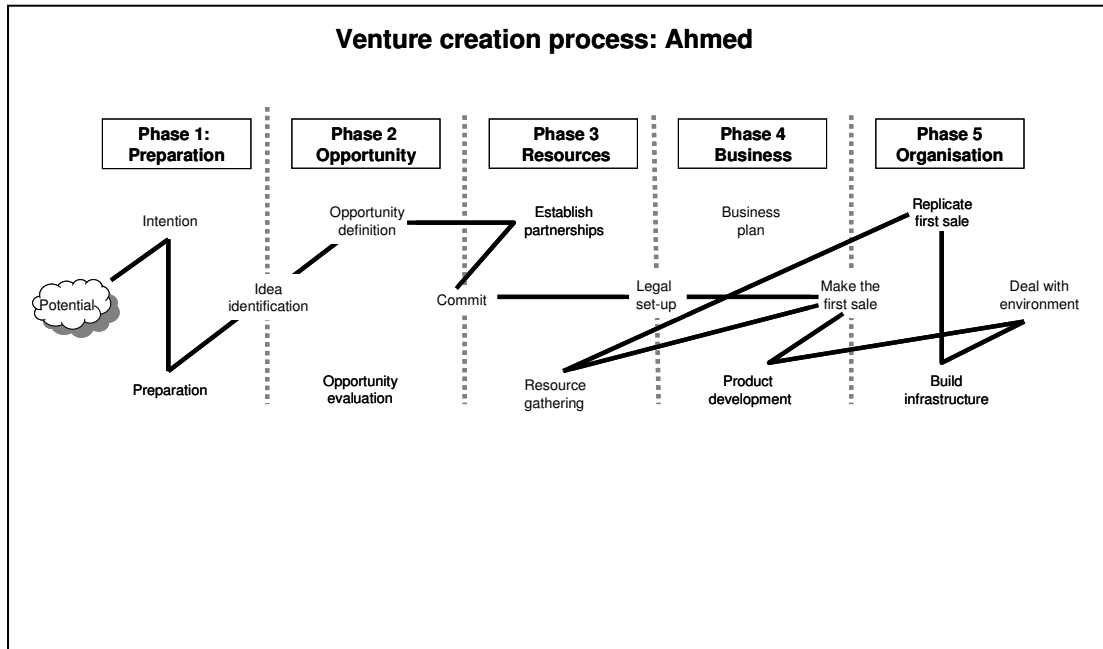 Venture creation process: Ahmed
Phase 1:
Preparation
Phase 2
Opportunity
Phase 3
Resources
Phase 4
Business
Phase 5
Organisation
Intention
Opportunity
definition
Establish
partnerships
Business
plan
Replicate
first sale
Potential
Idea
identification
Commit
Legal
set-up
Make the
first sale
Deal with
environment
Preparation
Opportunity
evaluation
Resource
gathering
Product
development
Build
infrastructure